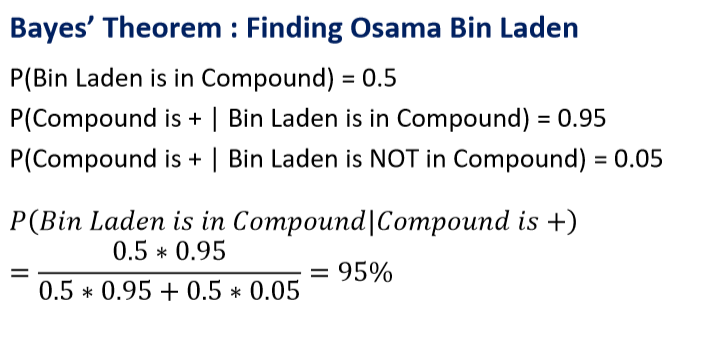 Bayes’ Theorem : Finding Osama Bin Laden
P(Bin Laden is in Compound) = 0.5
P(Compound is + | Bin Laden is in Compound) = 0.95
P(Compound is + | Bin Laden is NOT in Compound) = 0.05
P(Bin Laden is in Compound|Compound is +)
0.5 * 0.95
= = 95%
0.5 * 0.95 + 0.5 * 0.05